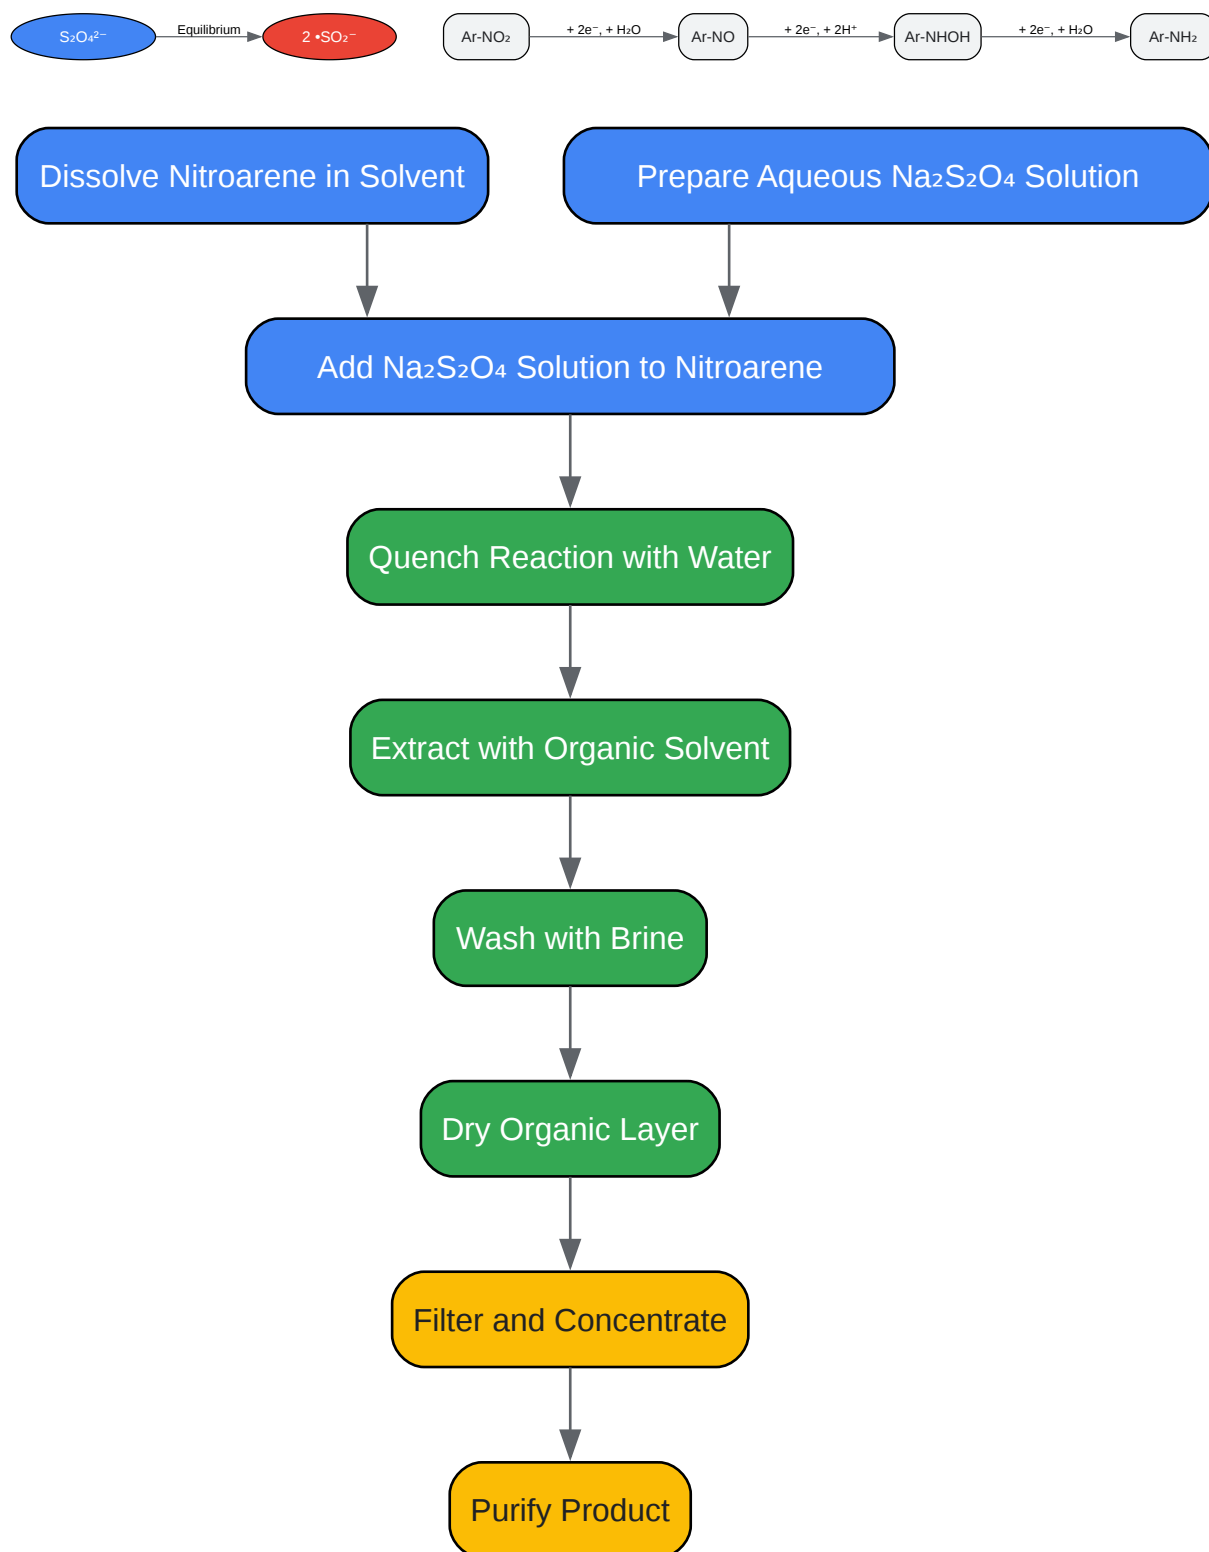 S₂O₄²⁻ Equilibrium 2 •SO₂⁻ Ar-NO₂ + 2e⁻, + H₂O Ar-NO + 2e⁻, + 2H⁺ Ar-NHOH + 2e⁻, + H₂O Ar-NH₂
Dissolve Nitroarene in Solvent Prepare Aqueous Na₂S₂O₄ Solution
Add Na₂S₂O₄ Solution to Nitroarene
Quench Reaction with Water
Extract with Organic Solvent
Wash with Brine
Dry Organic Layer
Filter and Concentrate
Purify Product